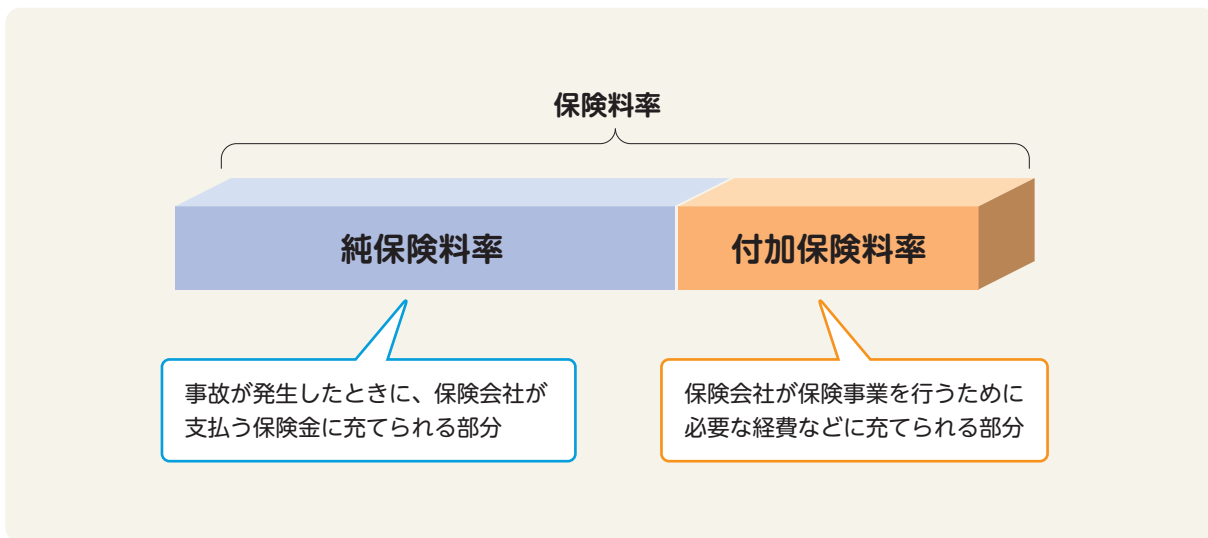 保険料率
純保険料率
付加保険料率
事故が発生したときに、保険会社が
支払う保険金に充てられる部分
保険会社が保険事業を行うために
必要な経費などに充てられる部分